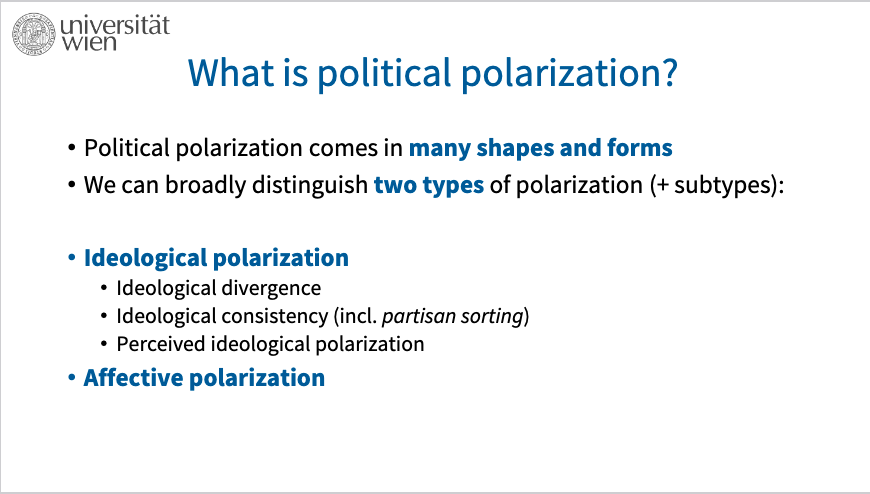 universität
wien
What is political polarization?
• Political polarization comes in many shapes and forms
• We can broadly distinguish two types of polarization (+ subtypes):
• Ideological polarization
• Ideological divergence
• Ideological consistency (incl. partisan sorting)
• Perceived ideological polarization
• Affective polarization